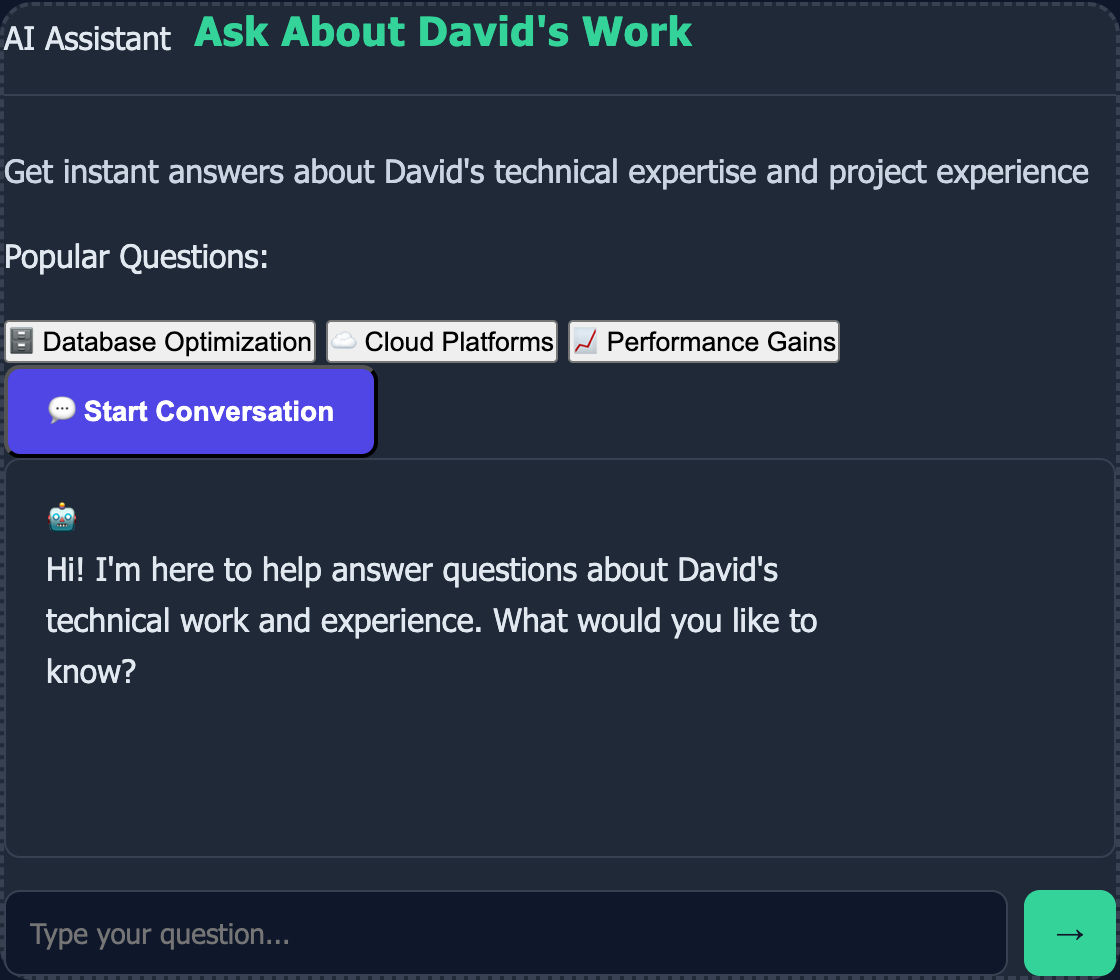 AI Assistant Ask About David's Work
Get instant answers about David's technical expertise and project experience
Popular Questions:
🗄️ Database Optimization ☁️ Cloud Platforms 📈 Performance Gains
💬 Start Conversation
🤖
Hi! I'm here to help answer questions about David's
technical work and experience. What would you like to
know?
Type your question...
→